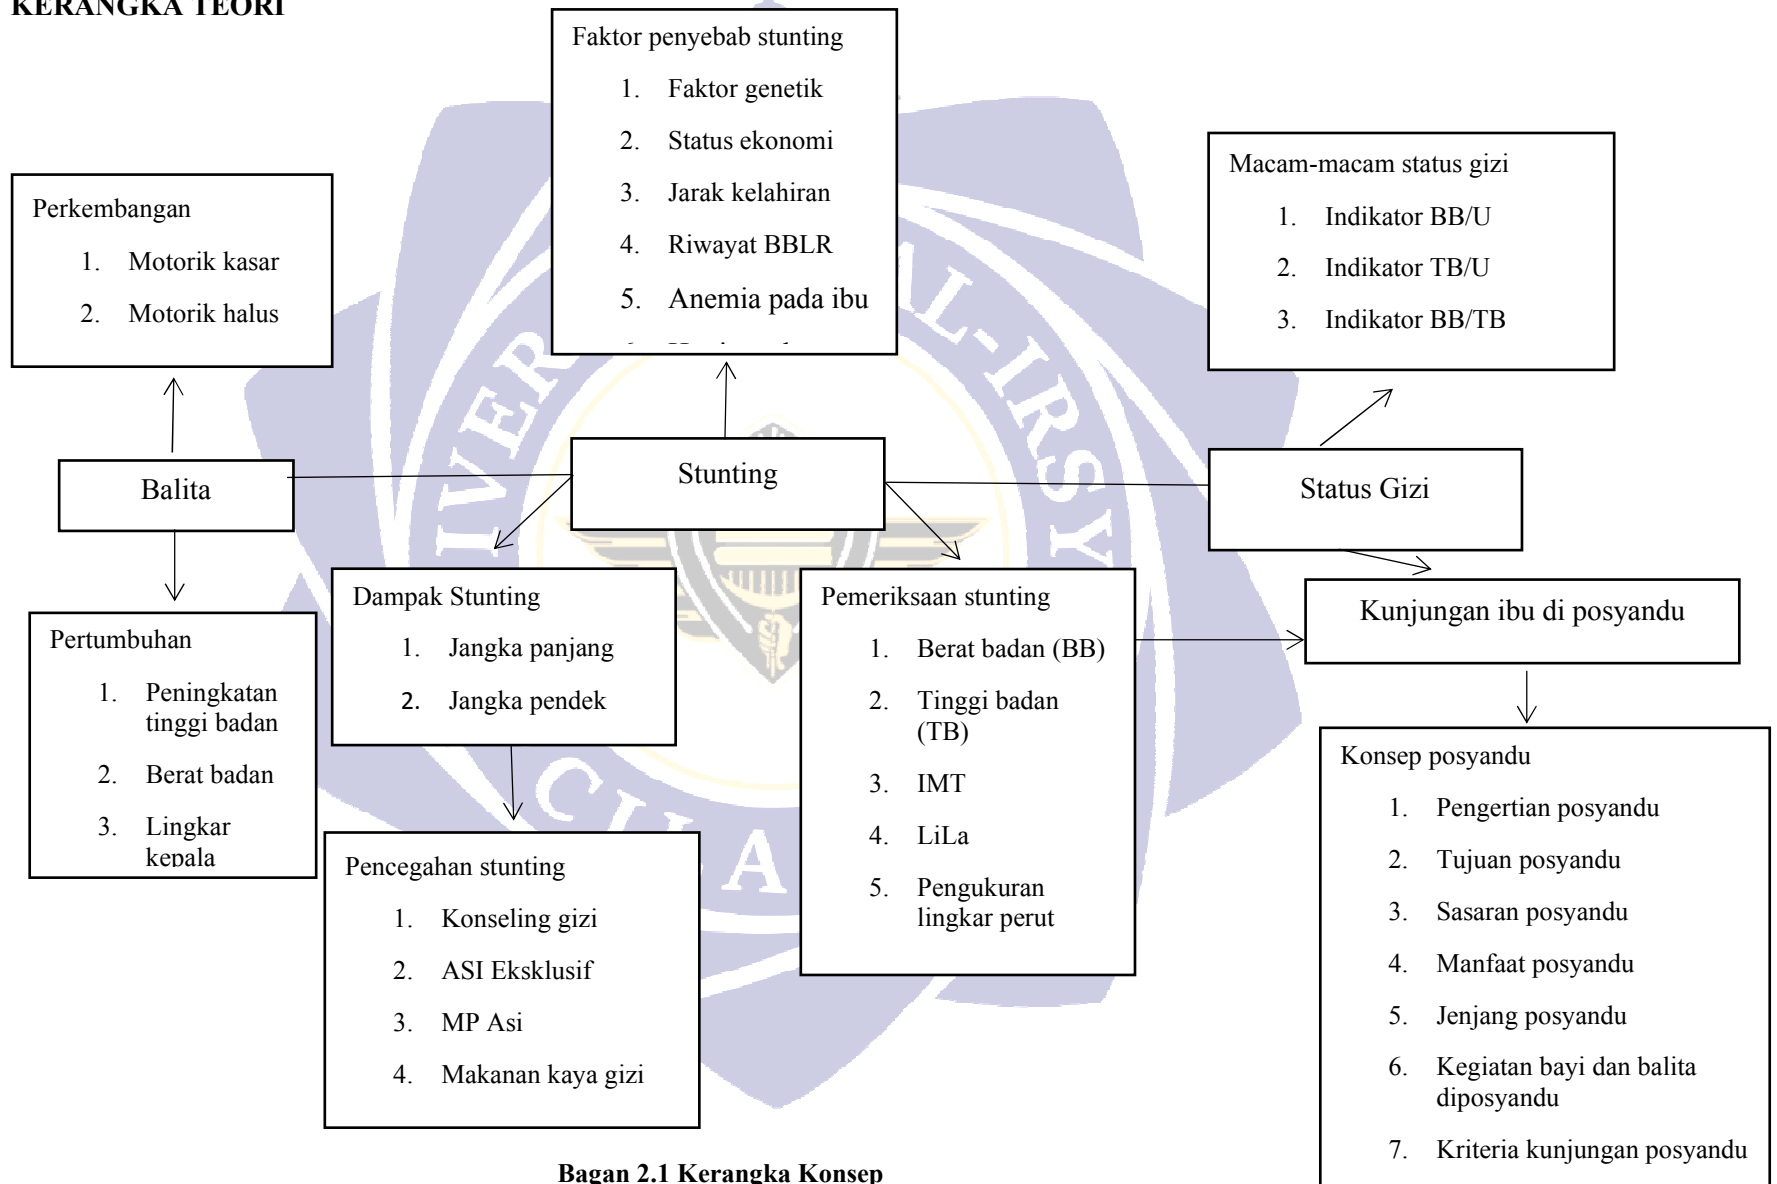 KERANGKA TEORI
Faktor penyebab stunting
1. Faktor genetik
2. Status ekonomi
3. Jarak kelahiran
4. Riwayat BBLR
5. Anemia pada ibu
Macam-macam status gizi
1. Indikator BB/U
2. Indikator TB/U
3. Indikator BB/TB
Perkembangan
1. Motorik kasar
2. Motorik halus
Balita
Stunting
Status Gizi
Pertumbuhan
1. Peningkatan
tinggi badan
2. Berat badan
3. Lingkar
kepala
Dampak Stunting
1. Jangka panjang
2. Jangka pendek
Pemeriksaan stunting
1. Berat badan (BB)
2. Tinggi badan
(TB)
3. IMT
4. LiLa
5. Pengukuran
lingkar perut
Kunjungan ibu di posyandu
Pencegahan stunting
1. Konseling gizi
2. ASI Eksklusif
3. MP Asi
4. Makanan kaya gizi
Konsep posyandu
1. Pengertian posyandu
2. Tujuan posyandu
3. Sasaran posyandu
4. Manfaat posyandu
5. Jenjang posyandu
6. Kegiatan bayi dan balita
diposyandu
7. Kriteria kunjungan posyandu
Bagan 2.1 Kerangka Konsep